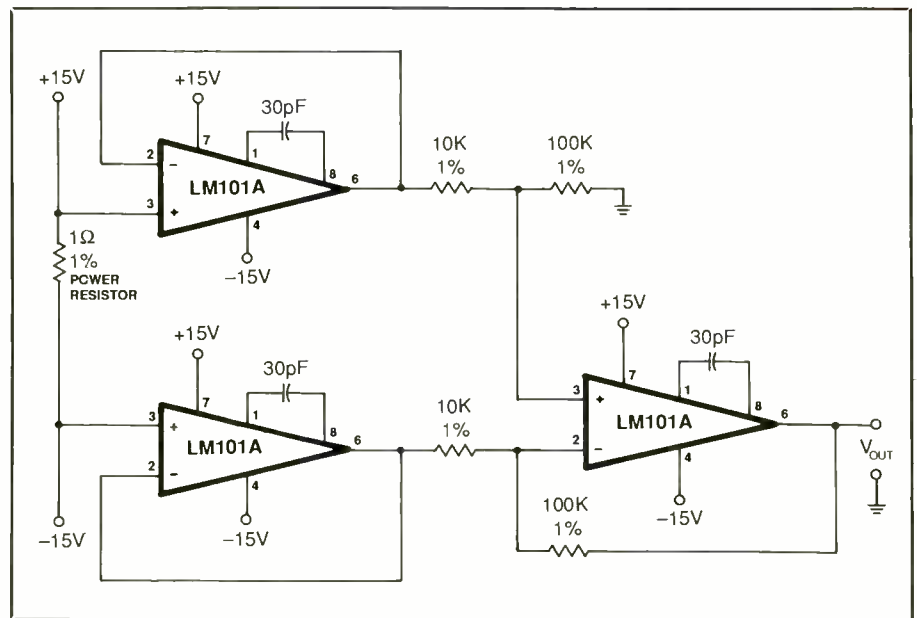 +15V
+15V
30pF
2
-
7
1
8
6
LM101A
3
+
4
-15V
10K
1%
100K
1%
1Ω
1%
POWER
RESISTOR
+15V
30pF
3
+
7
1
8
6
LM101A
2
-
4
-15V
-15V
10K
1%
+15V
30pF
3
+
7
1
8
6
LM101A
2
-
4
-15V
100K
1%
VOUT